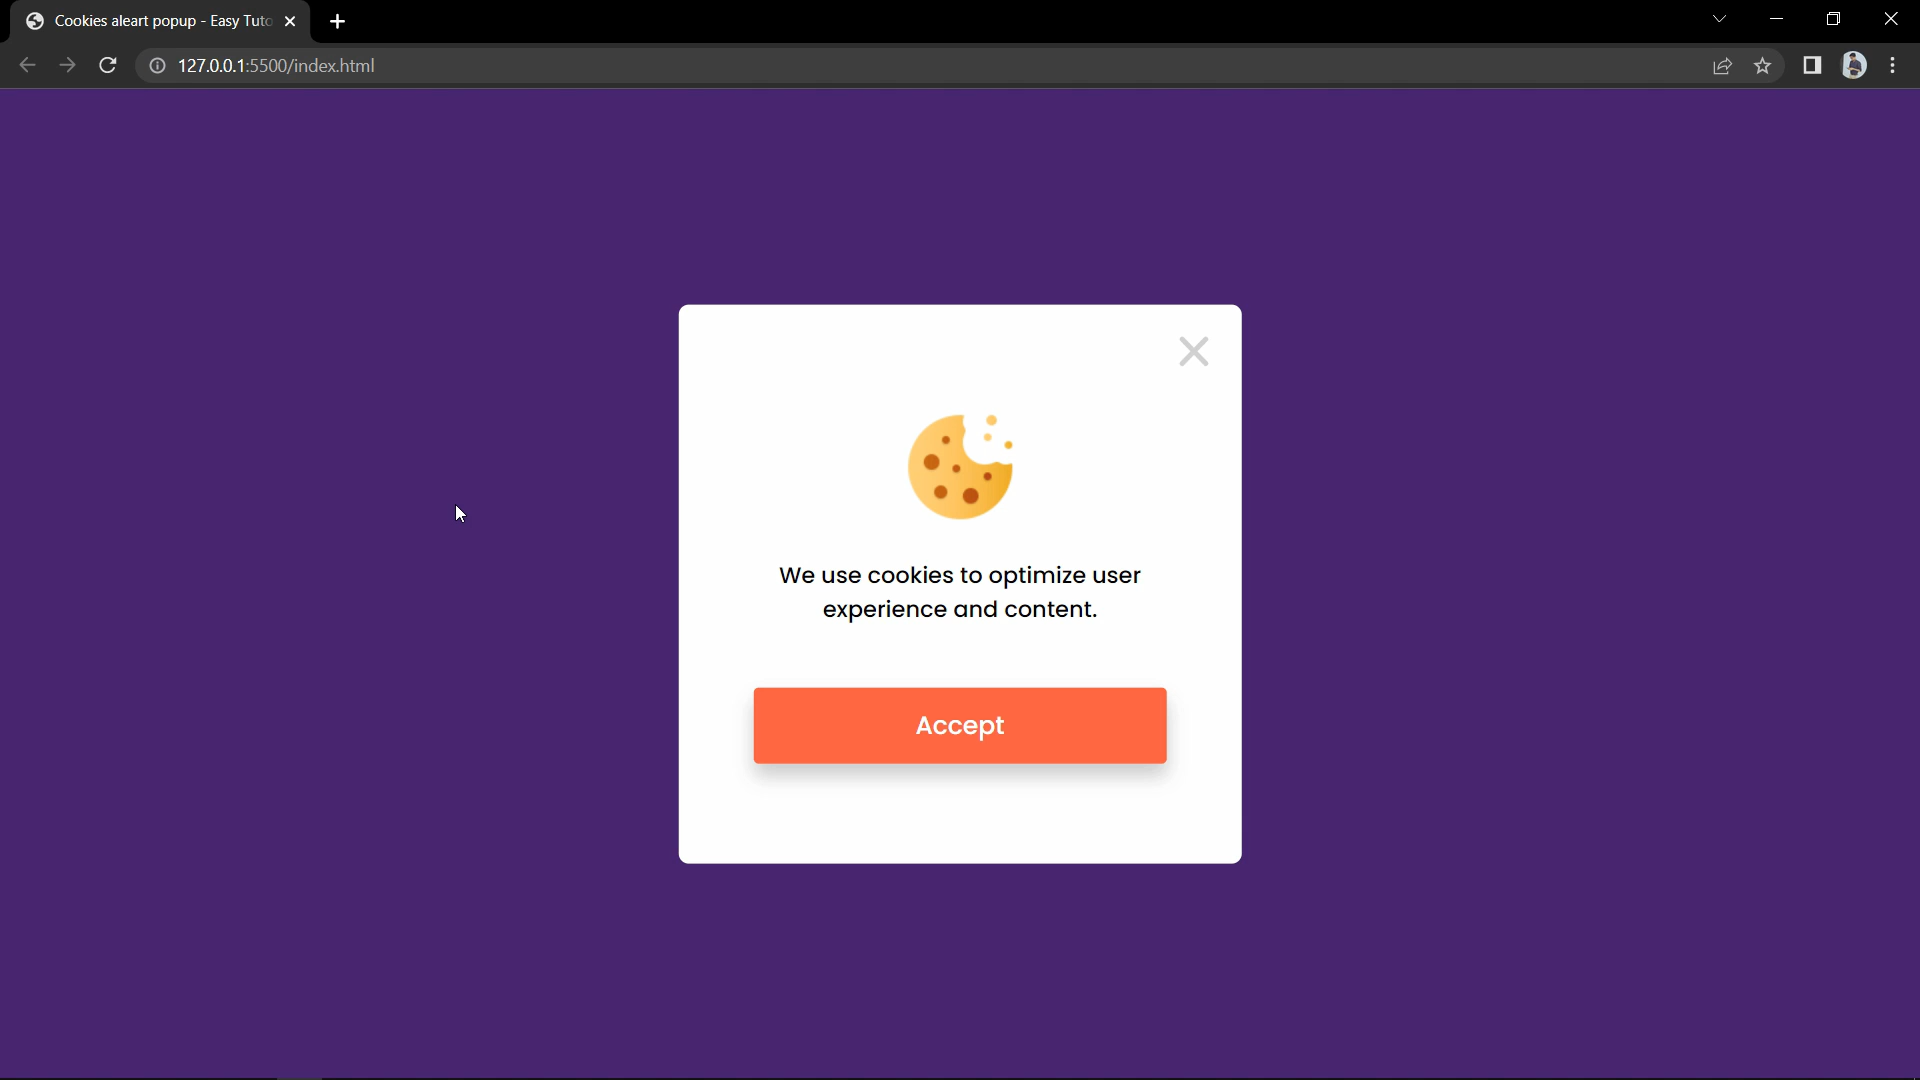 Cookies aleart popup - Easy Tuto
127.0.0.1:5500/index.html
We use cookies to optimize user
experience and content.
Accept